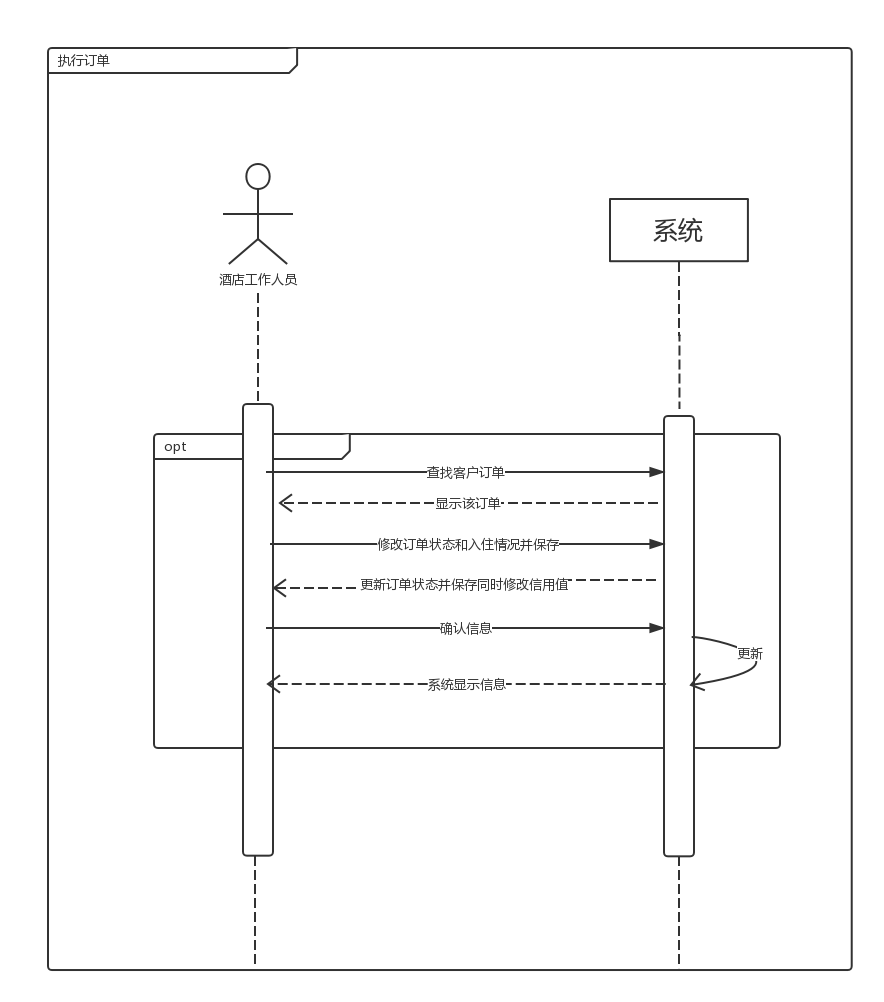 执行订单
系统
酒店工作人员
opt
查找客户订单
显示该订单
修改订单状态和入住情况并保存
更新订单状态并保存同时修改信用值
确认信息
更新
系统显示信息